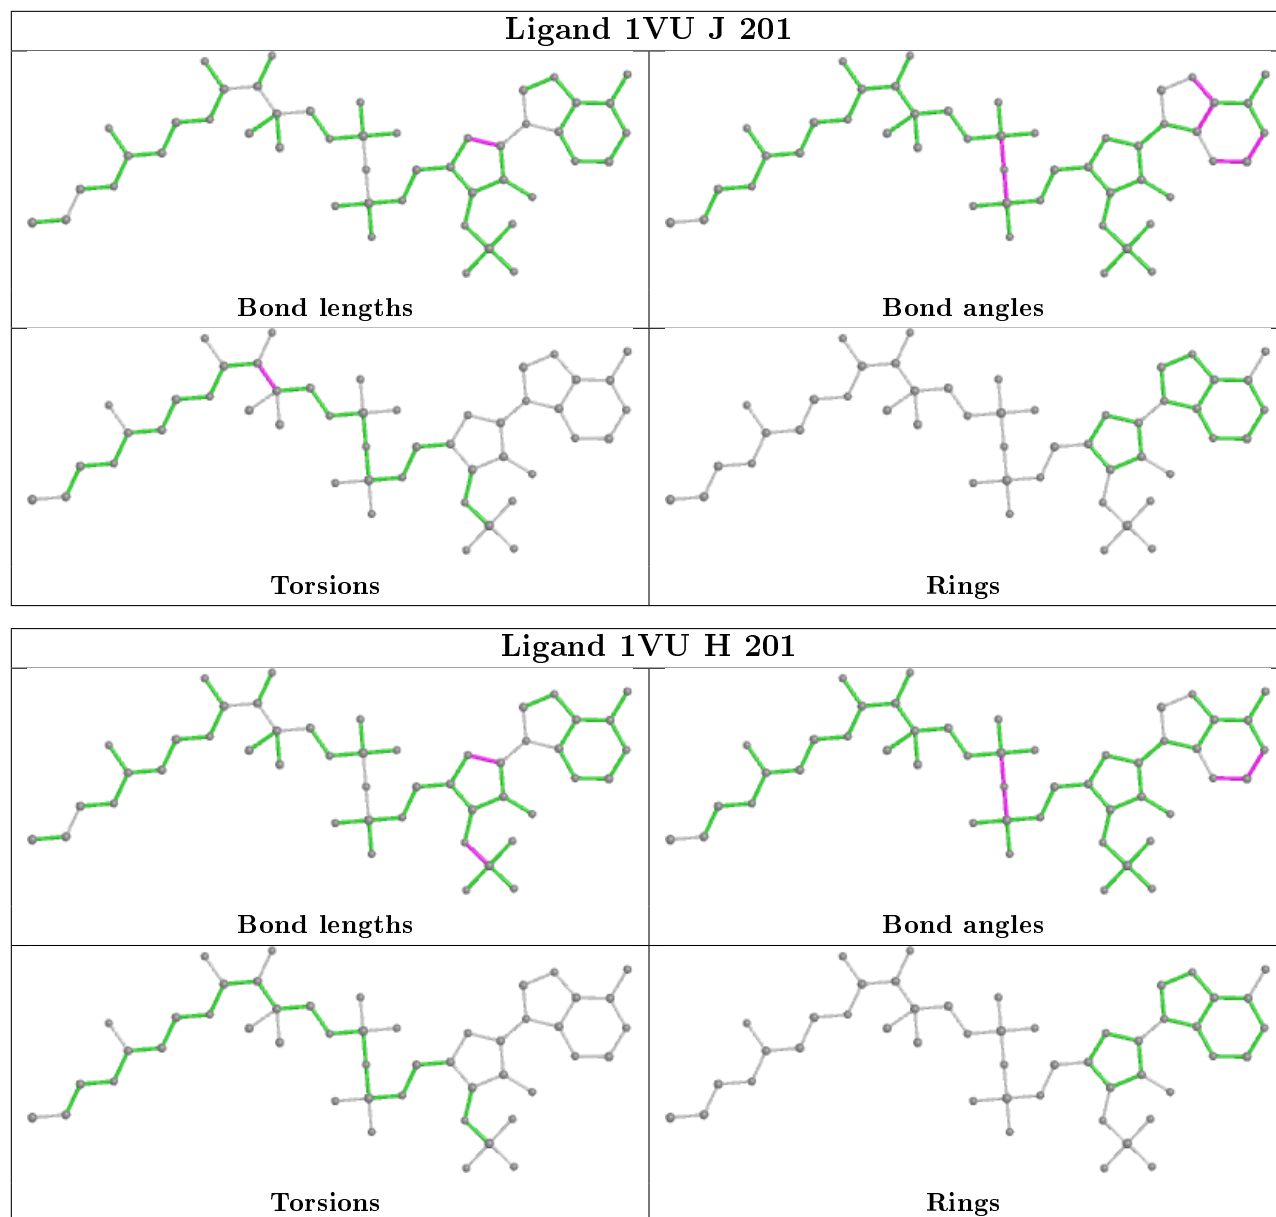 Ligand 1VU J 201
Bond lengths
Bond angles
Torsions
Rings
Ligand 1VU H 201
Bond lengths
Bond angles
Torsions
Rings